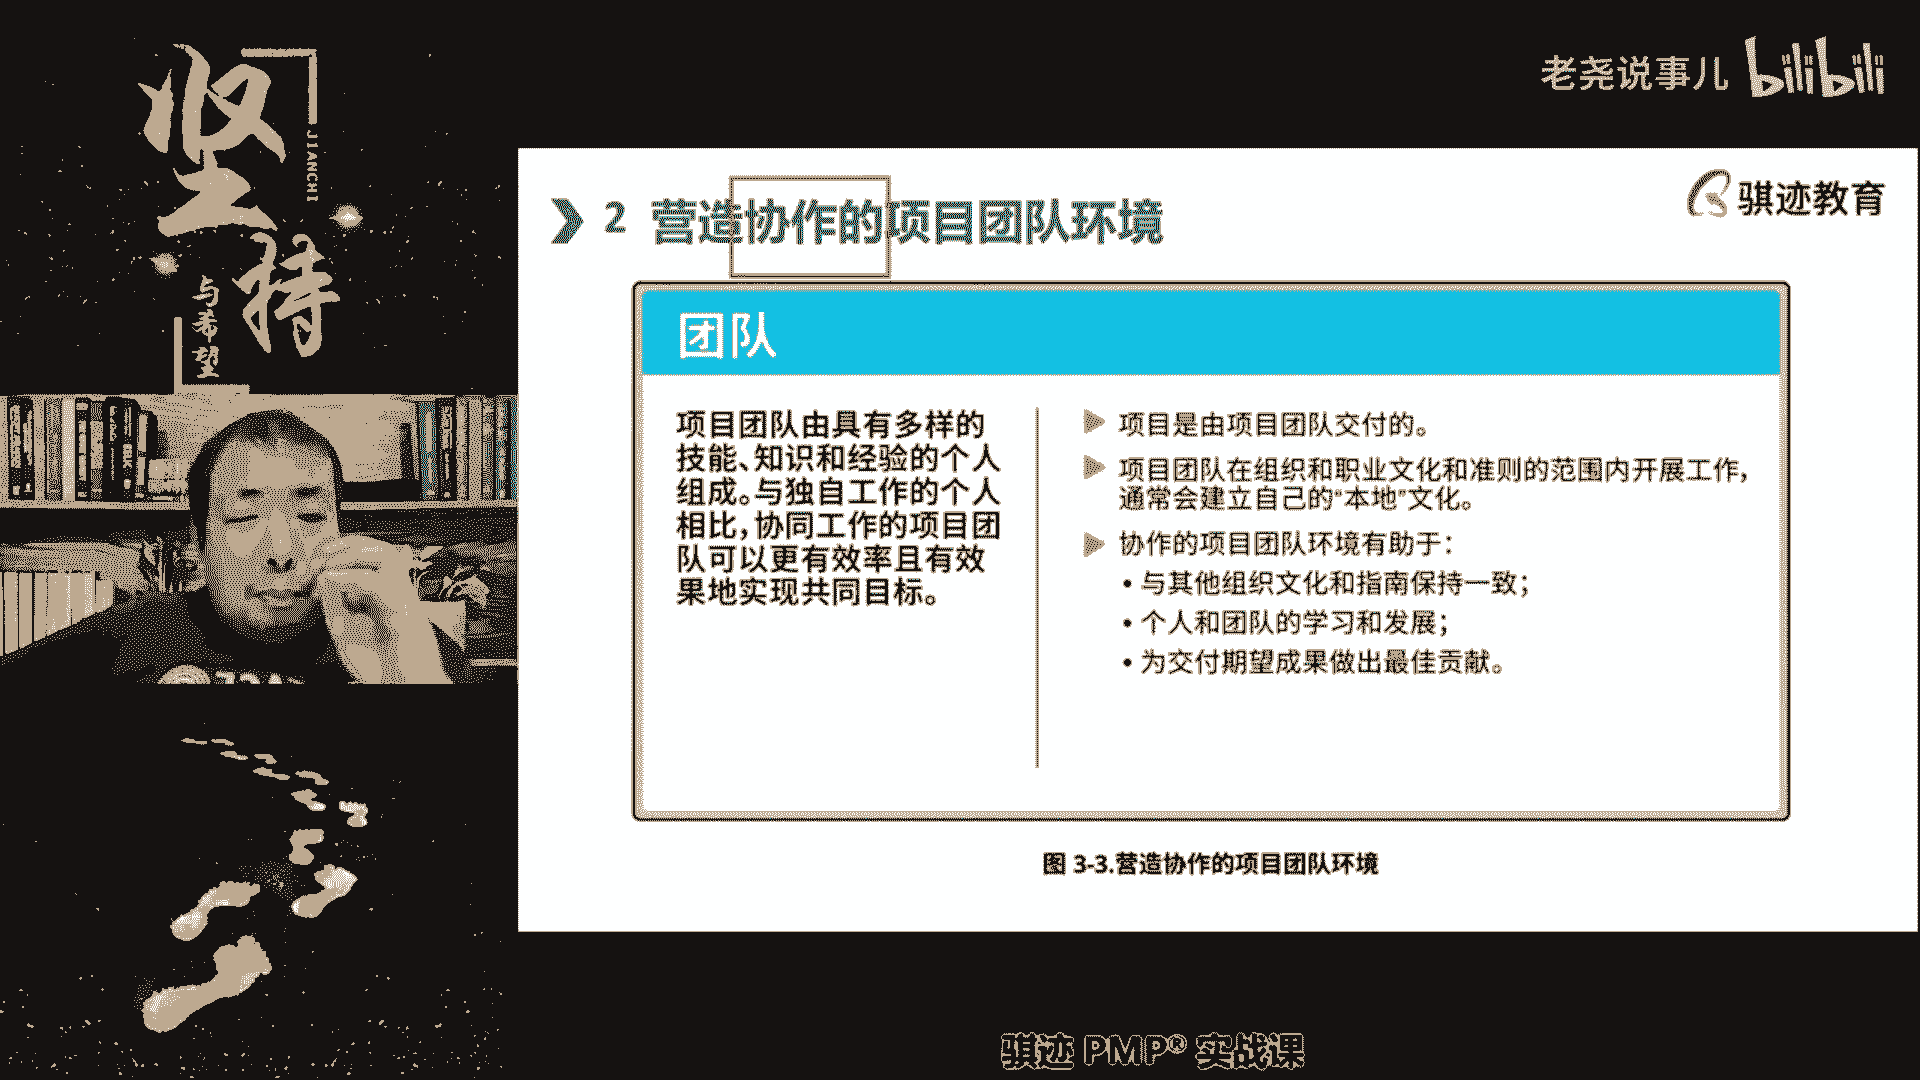 坚持
JIANCHI
与希望
老尧说事儿 bilibili
骐迹教育
2 营造协作的项目团队环境
团队
项目团队由具有多样的
技能、知识和经验的个人
组成。与独自工作的个人
相比,协同工作的项目团
队可以更有效率且有效
果地实现共同目标。
项目是由项目团队交付的。
项目团队在组织和职业文化和准则的范围内开展工作,
通常会建立自己的“本地”文化。
协作的项目团队环境有助于:
• 与其他组织文化和指南保持一致;
• 个人和团队的学习和发展;
• 为交付期望成果做出最佳贡献。
图 3-3.营造协作的项目团队环境
骐迹 PMP® 实战课